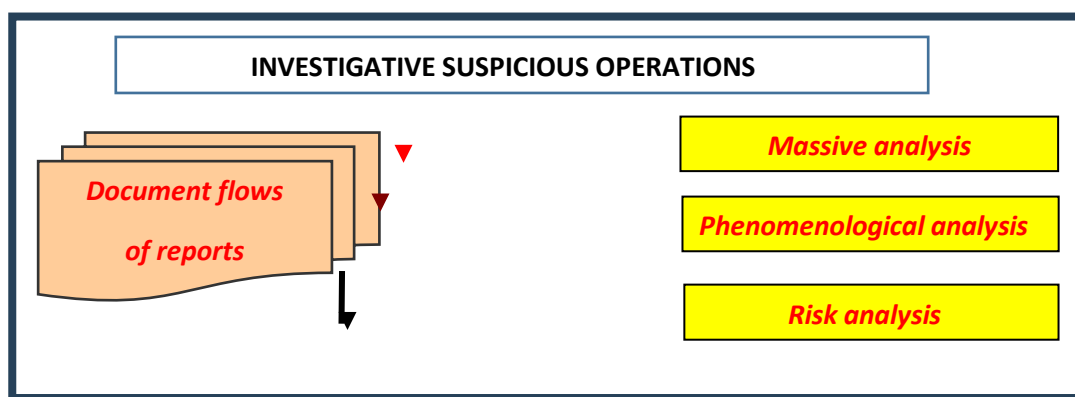 INVESTIGATIVE SUSPICIOUS OPERATIONS
Document flows
of reports
Massive analysis
Phenomenological analysis
Risk analysis